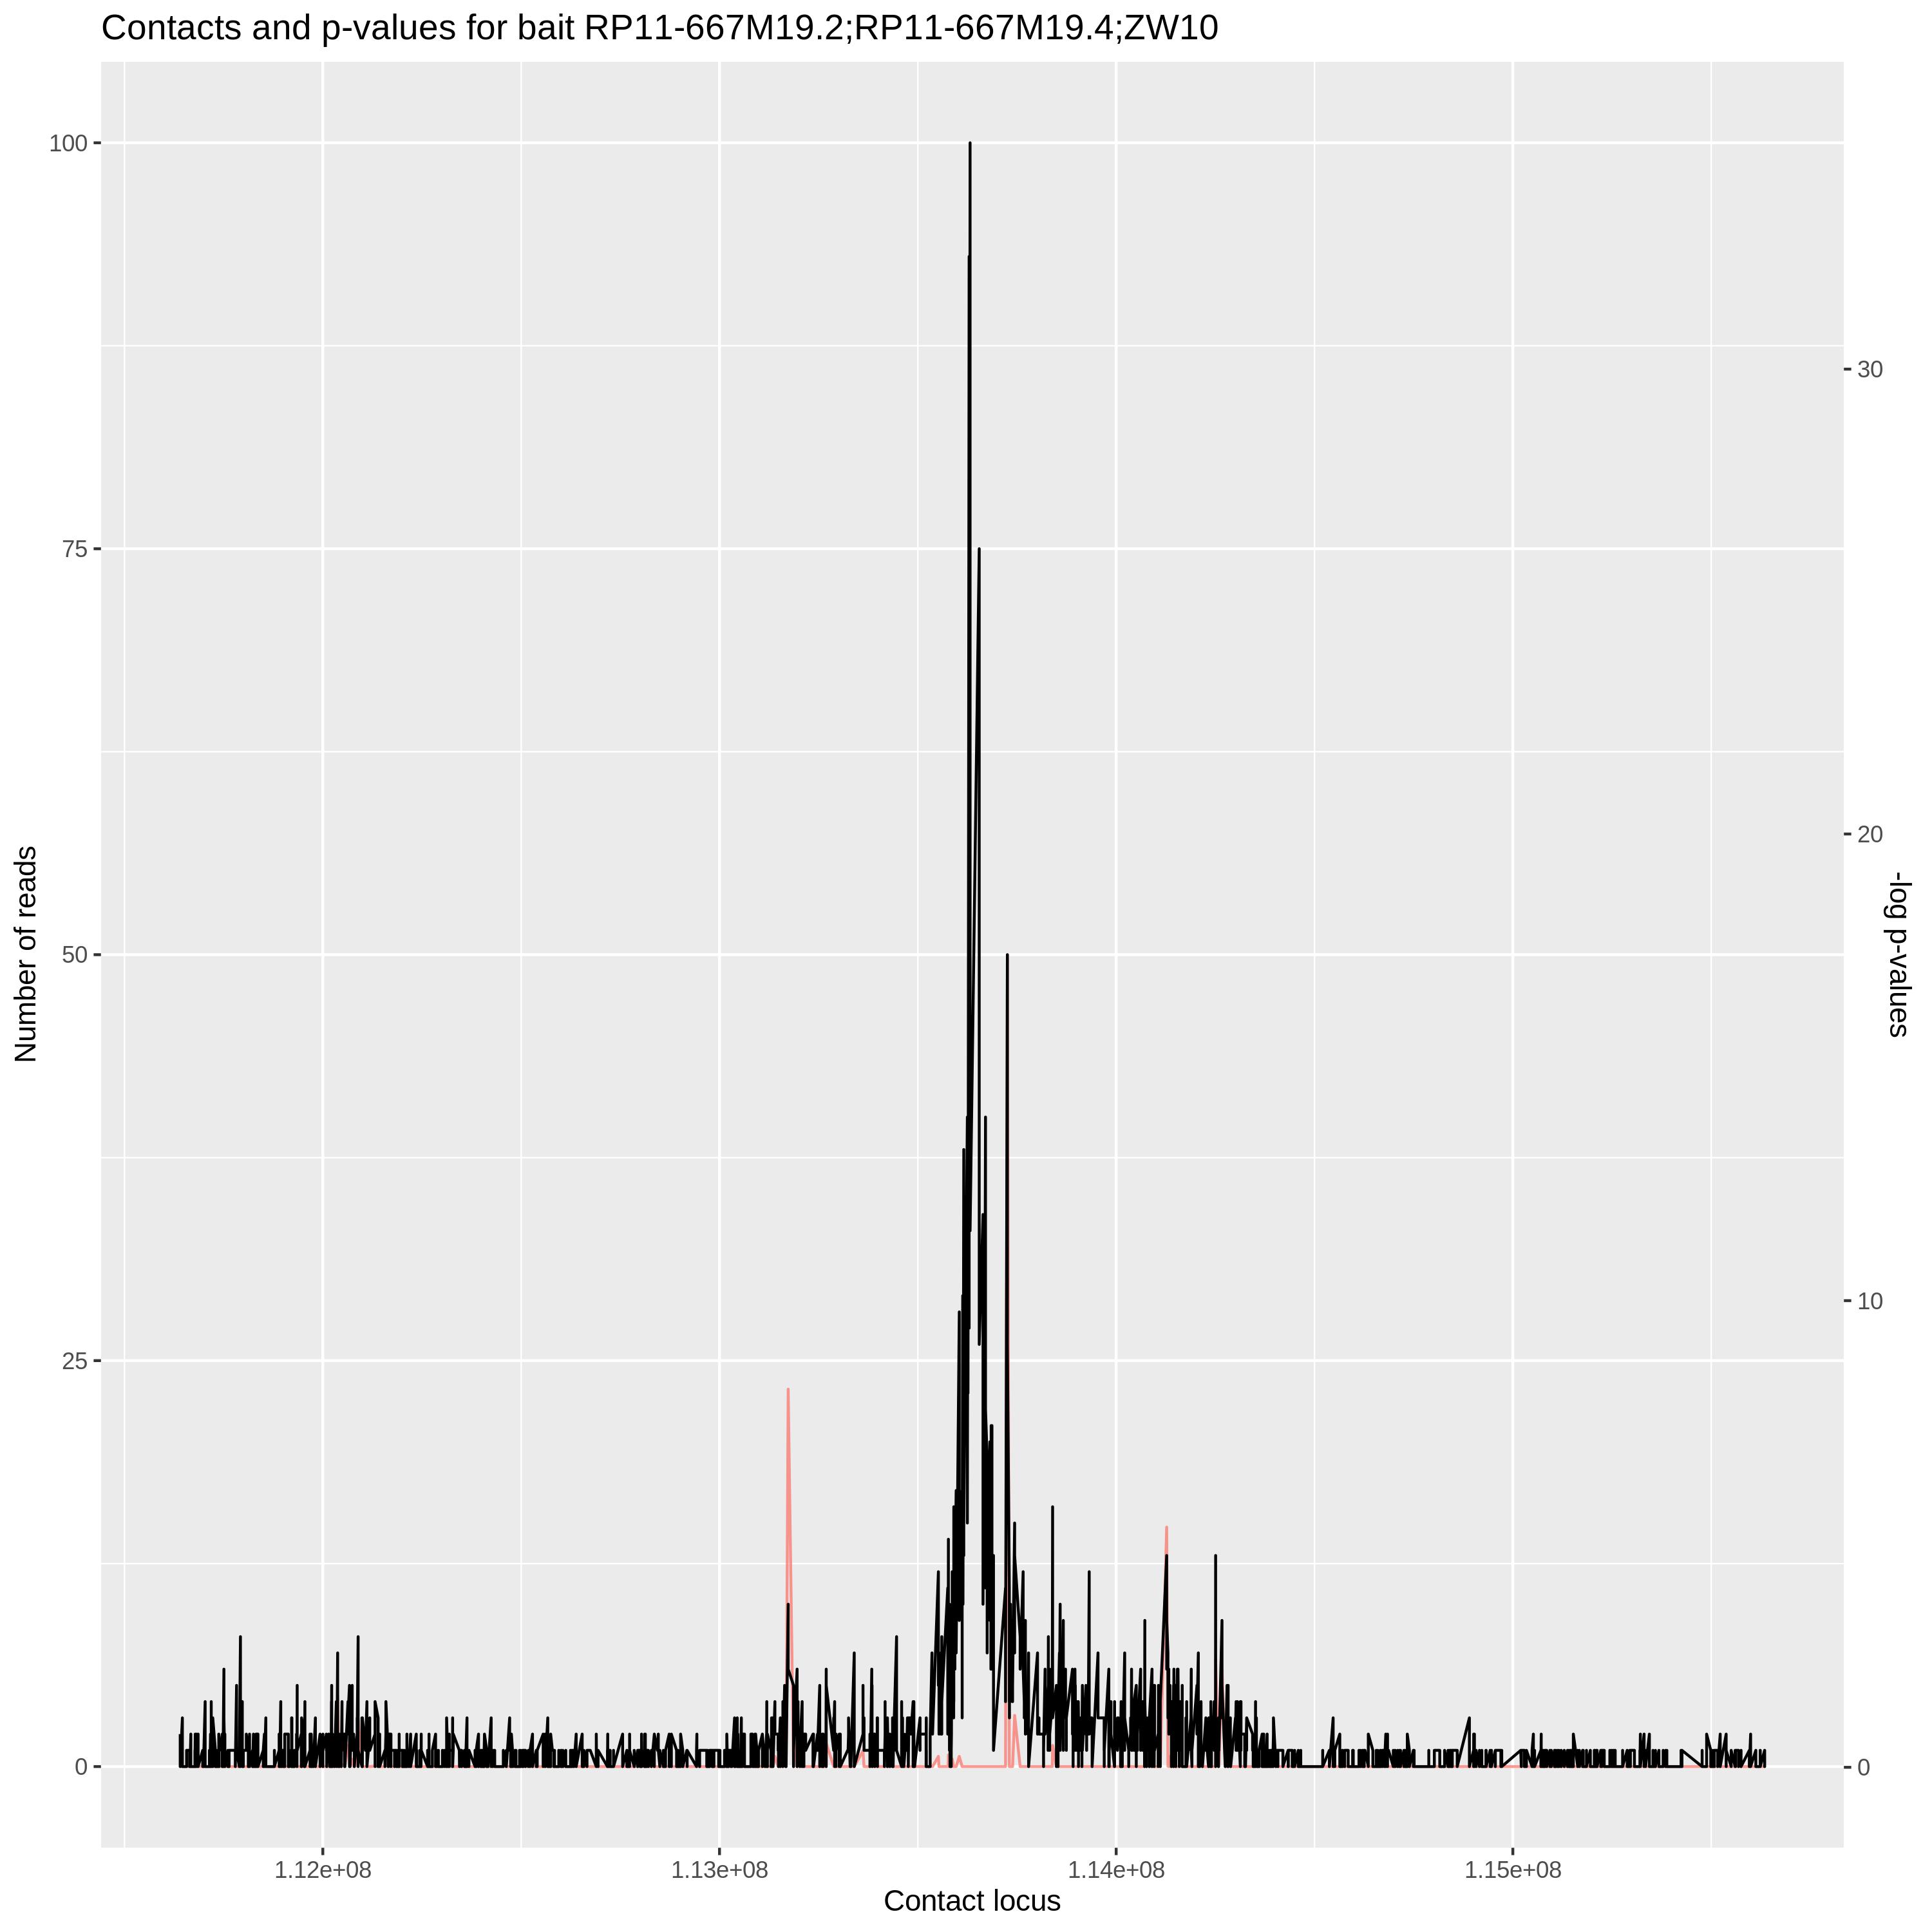 Contacts and p-values for bait RP11-667M19.2;RP11-667M19.4;ZW10
100
75
50
25
0
Number of reads
30
20
10
0
-log p-values
1.12e+08
1.13e+08
1.14e+08
1.15e+08
Contact locus